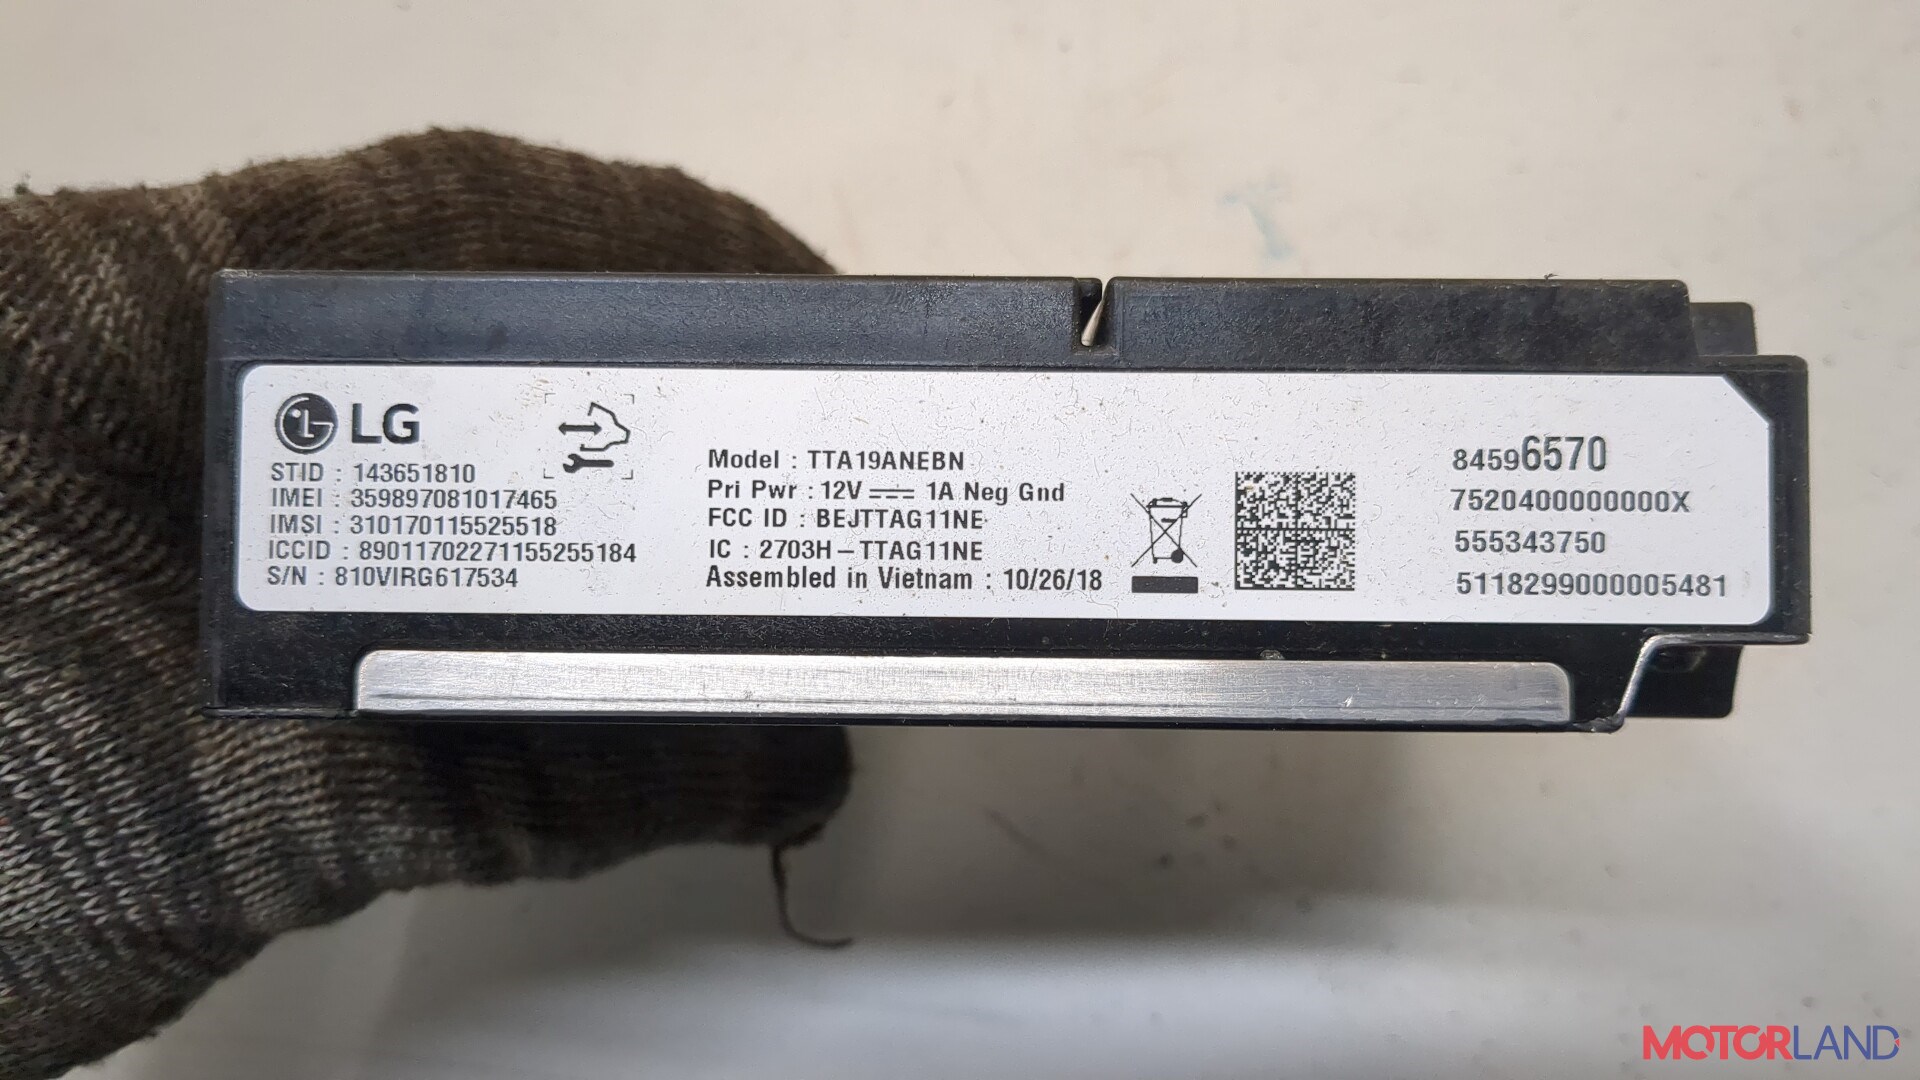 LG
STID : 143651810
IMEI : 359897081017465
IMSI : 310170115525518
ICCID : 89011702271155255184
S/N : 810VIRG617534
Model : TTA19ANEBN
Pri Pwr : 12V 1A Neg Gnd
FCC ID : BEJTTAG11NE
IC : 2703H-TTAG11NE
Assembled in Vietnam : 10/26/18
84596570
7520400000000X
555343750
5118299000005481
MOTORLAND